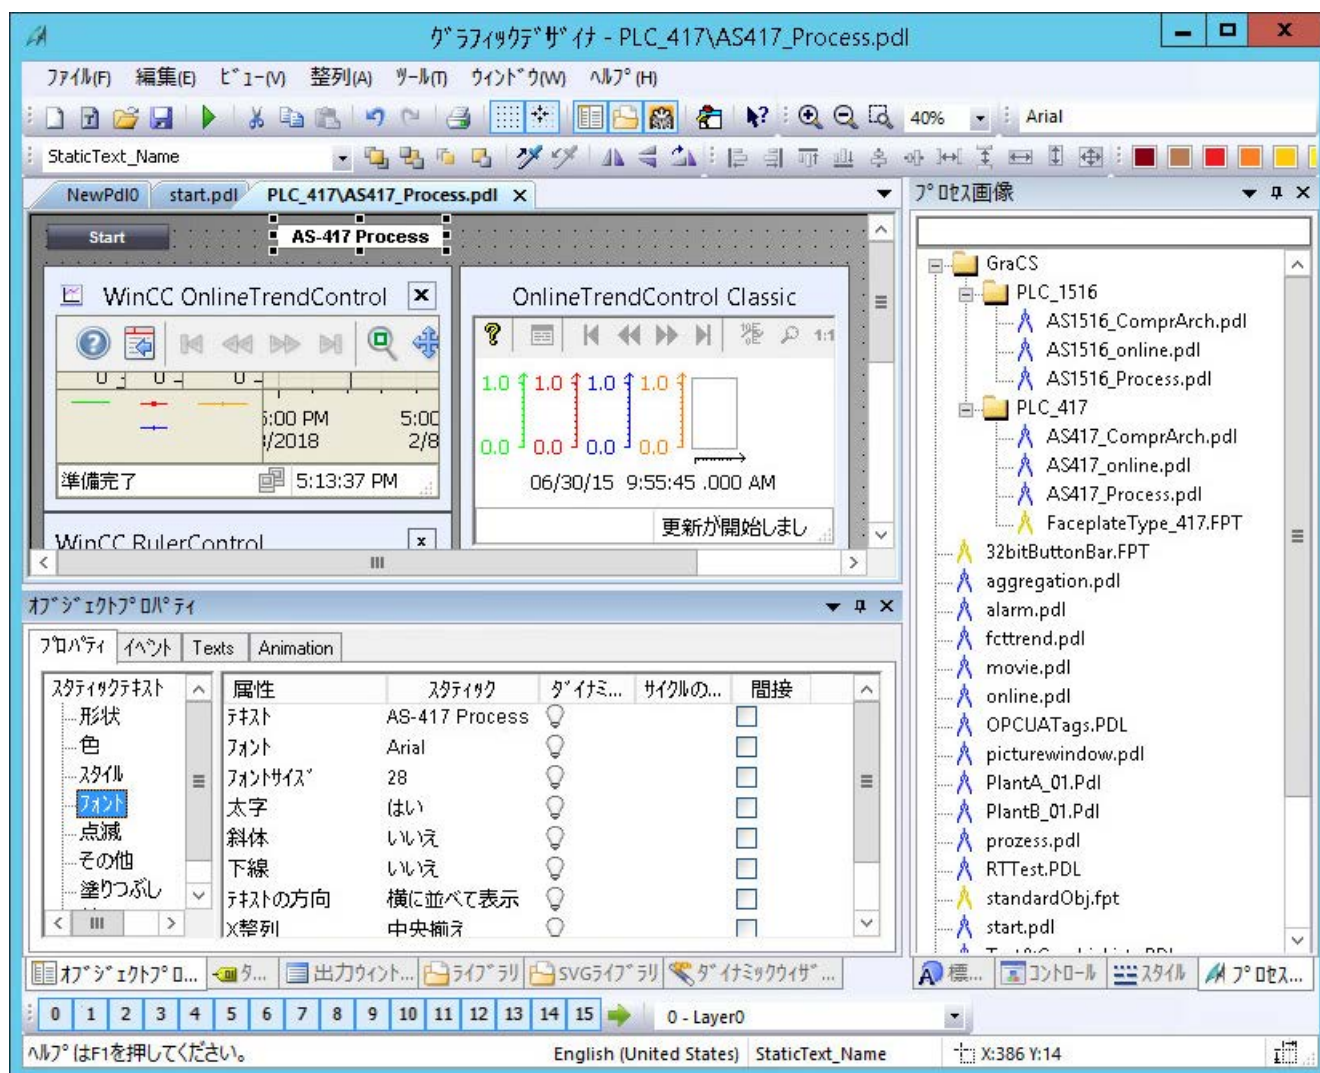 グラフィックデザイナ - PLC_417\AS417_Process.pdl
ファイル(F) 編集(E) ビュー(V) 整列(A) ツール(T) ウィンドウ(W) ヘルプ(H)
40% Arial
StaticText_Name
NewPdl0 start.pdl PLC_417\AS417_Process.pdl
Start AS-417 Process
WinCC OnlineTrendControl
5:00 PM 5:00
/2018 2/8
準備完了 5:13:37 PM
WinCC RulerControl
OnlineTrendControl Classic
1:1
1.0 1.0 1.0 1.0
0.0 0.0 0.0 0.0
06/30/15 9:55:45 .000 AM
更新が開始しまし
プロセス画像
GraCS
PLC_1516
AS1516_ComprArch.pdl
AS1516_online.pdl
AS1516_Process.pdl
PLC_417
AS417_ComprArch.pdl
AS417_online.pdl
AS417_Process.pdl
FaceplateType_417.FPT
32bitButtonBar.FPT
aggregation.pdl
alarm.pdl
fcttrend.pdl
movie.pdl
online.pdl
OPCUATags.PDL
picturewindow.pdl
PlantA_01.Pdl
PlantB_01.Pdl
prozess.pdl
RTTest.PDL
standardObj.fpt
start.pdl
標... コントロール スタイル プロセス...
オブジェクトプロパティ
プロパティ イベント Texts Animation
スタティックテキスト
形状
色
スタイル
フォント
点滅
その他
塗りつぶし
属性 スタティック ダイナミ... サイクルの... 間接
テキスト AS-417 Process
フォント Arial
フォントサイズ 28
太字 はい
斜体 いいえ
下線 いいえ
テキストの方向 横に並べて表示
X整列 中央揃え
オブジェクトプロ... タ... 出力ウィント... ライブラリ SVGライブラリ ダイナミックウィザ...
0 1 2 3 4 5 6 7 8 9 10 11 12 13 14 15 0 - Layer0
ヘルプはF1を押してください。 English (United States) StaticText_Name X:386 Y:14